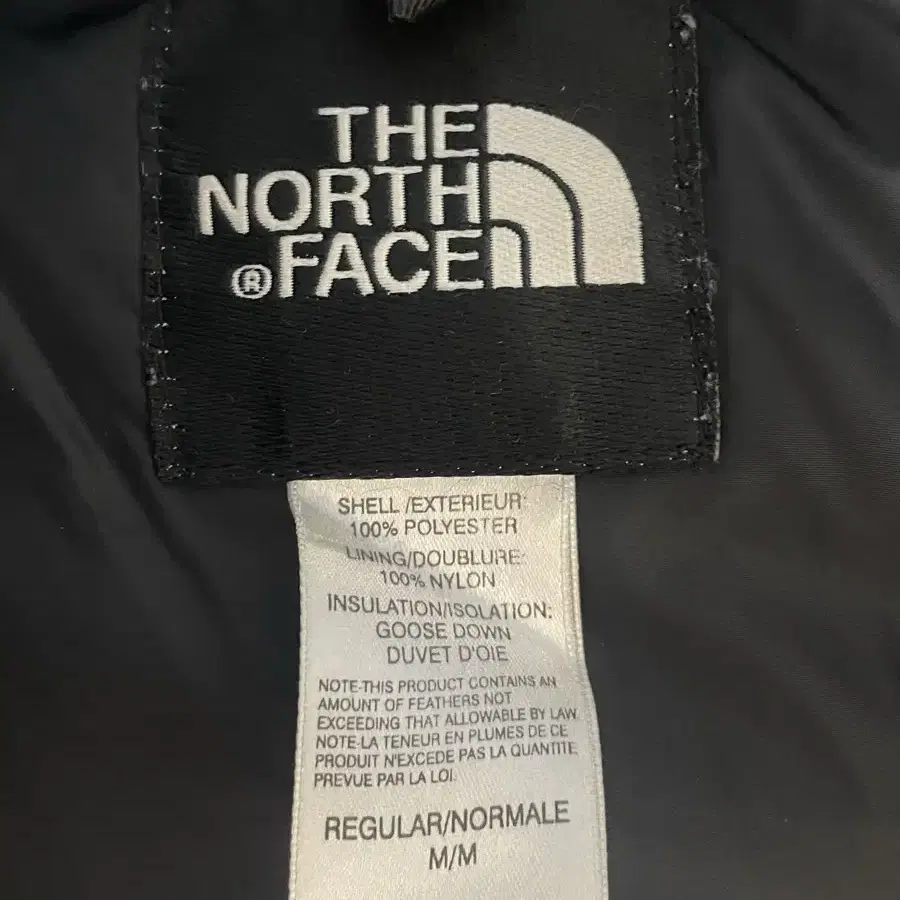 THE
NORTH
®FACE
SHELL /EXTERIEUR:
100% POLYESTER
LINING/DOUBLURE:
100% NYLON
INSULATION/ISOLATION:
GOOSE DOWN
DUVET D'OIE
NOTE-THIS PRODUCT CONTAINS AN
AMOUNT OF FEATHERS NOT
EXCEEDING THAT ALLOWABLE BY LAW
NOTE-LA TENEUR EN PLUMES DE CE
PRODUIT N'EXCEDE PAS LA QUANTITE
PREVUE PAR LA LOI.
REGULAR/NORMALE
M/M